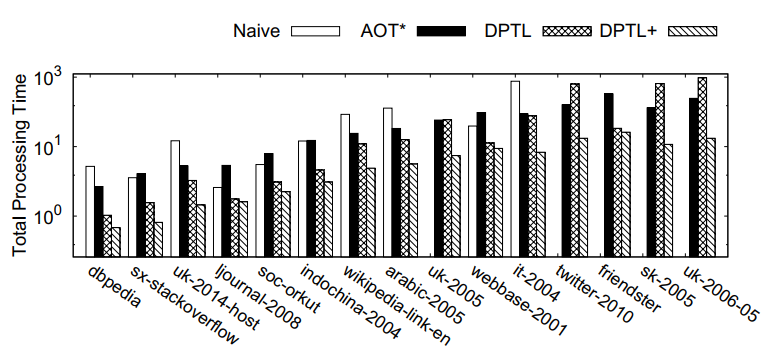 Naive AOT* DPTL DPTL+
Total Processing Time
10^3
10^1
10^0
dbpedia
sx-stackoverflow
uk-2014-host
ljournal-2008
soc-orkut
indochina-2004
wikipedia-link-en
arabic-2005
uk-2005
webbase-2001
it-2004
twitter-2010
friendster
sk-2005
uk-2006-05